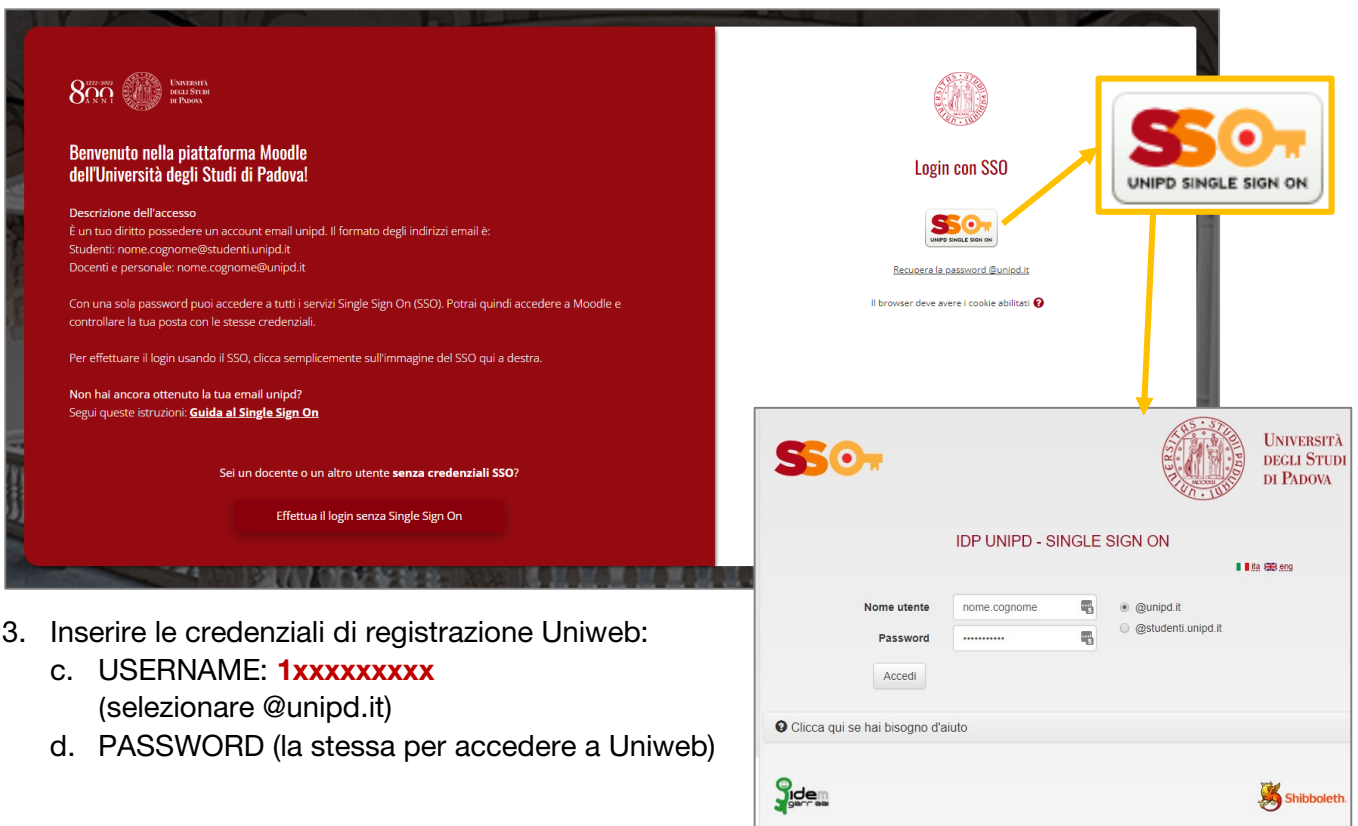 1222·2022
800
ANNI
Università
degli Studi
di Padova
Benvenuto nella piattaforma Moodle
dell'Università degli Studi di Padova!
Descrizione dell'accesso
È un tuo diritto possedere un account email unipd. Il formato degli indirizzi email è:
Studenti: nome.cognome@studenti.unipd.it
Docenti e personale: nome.cognome@unipd.it
Con una sola password puoi accedere a tutti i servizi Single Sign On (SSO). Potrai quindi accedere a Moodle e
controllare la tua posta con le stesse credenziali.
Per effettuare il login usando il SSO, clicca semplicemente sull'immagine del SSO qui a destra.
Non hai ancora ottenuto la tua email unipd?
Segui queste istruzioni: Guida al Single Sign On
Sei un docente o un altro utente senza credenziali SSO?
Effettua il login senza Single Sign On
Login con SSO
SSO
UNIPD SINGLE SIGN ON
Recupera la password @unipd.it
Il browser deve avere i cookie abilitati
SSO
UNIPD SINGLE SIGN ON
SSO
Università
degli Studi
di Padova
IDP UNIPD - SINGLE SIGN ON
ita eng
Nome utente nome.cognome @unipd.it
@studenti.unipd.it
Password
Accedi
Clicca qui se hai bisogno d'aiuto
idem
garr aai
Shibboleth.
3. Inserire le credenziali di registrazione Uniweb:
c. USERNAME: 1xxxxxxxxx
(selezionare @unipd.it)
d. PASSWORD (la stessa per accedere a Uniweb)